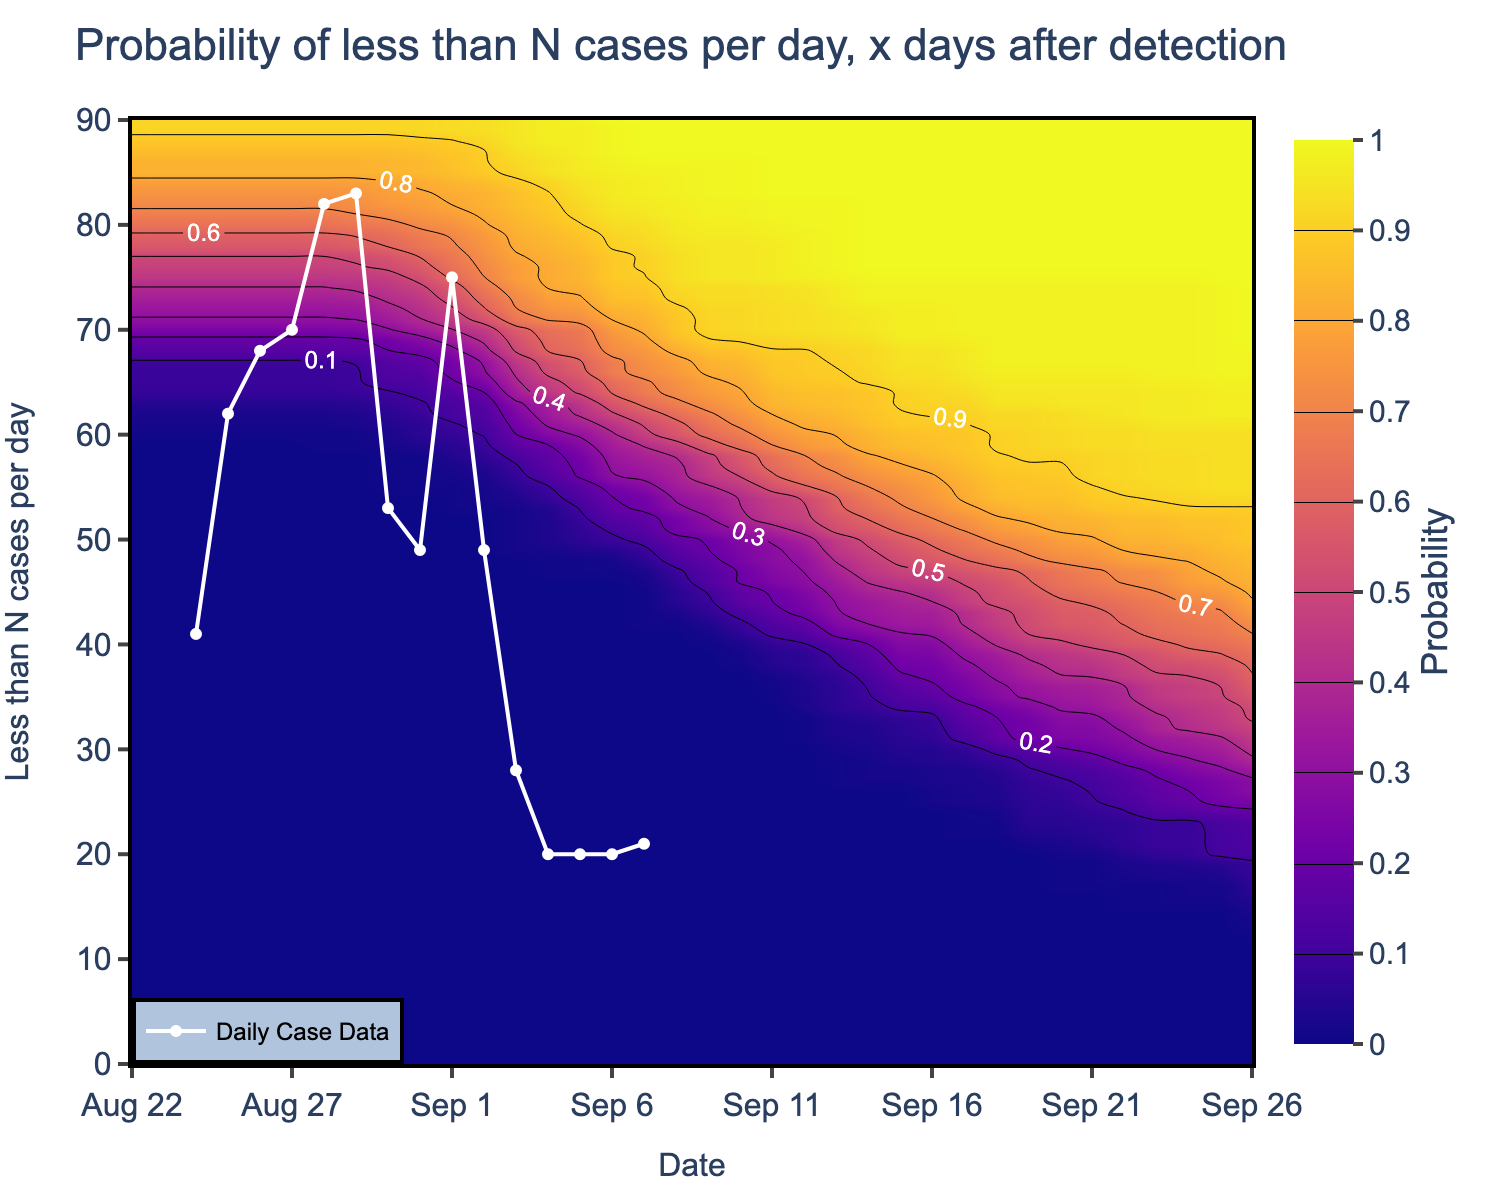 Probability of less than N cases per day, x days after detection
Less than N cases per day
90
80
70
60
50
40
30
20
10
0
0.8
0.6
0.1
0.4
0.9
0.3
0.5
0.7
0.2
Daily Case Data
Aug 22
Aug 27
Sep 1
Sep 6
Sep 11
Sep 16
Sep 21
Sep 26
Date
1
0.9
0.8
0.7
0.6
0.5
0.4
0.3
0.2
0.1
0
Probability